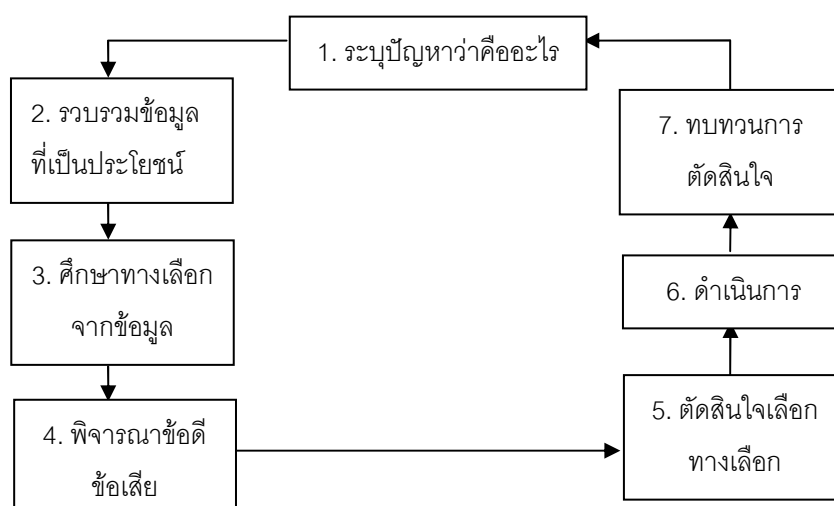 1. ระบุปัญหาว่าคืออะไร
2. รวบรวมข้อมูล
ที่เป็นประโยชน์
3. ศึกษาทางเลือก
จากข้อมูล
4. พิจารณาข้อดี
ข้อเสีย
5. ตัดสินใจเลือก
ทางเลือก
6. ดำเนินการ
7. ทบทวนการ
ตัดสินใจ